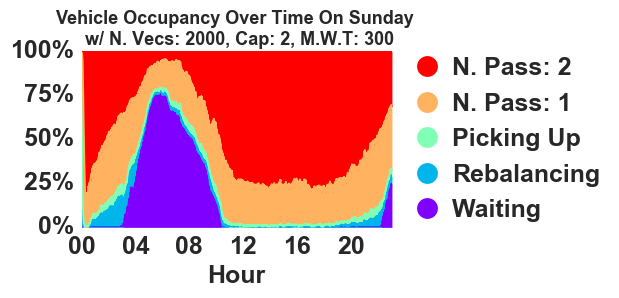 Vehicle Occupancy Over Time On Sunday
w/ N. Vecs: 2000, Cap: 2, M.W.T: 300
100%
75%
50%
25%
0%
00 04 08 12 16 20
Hour
N. Pass: 2
N. Pass: 1
Picking Up
Rebalancing
Waiting